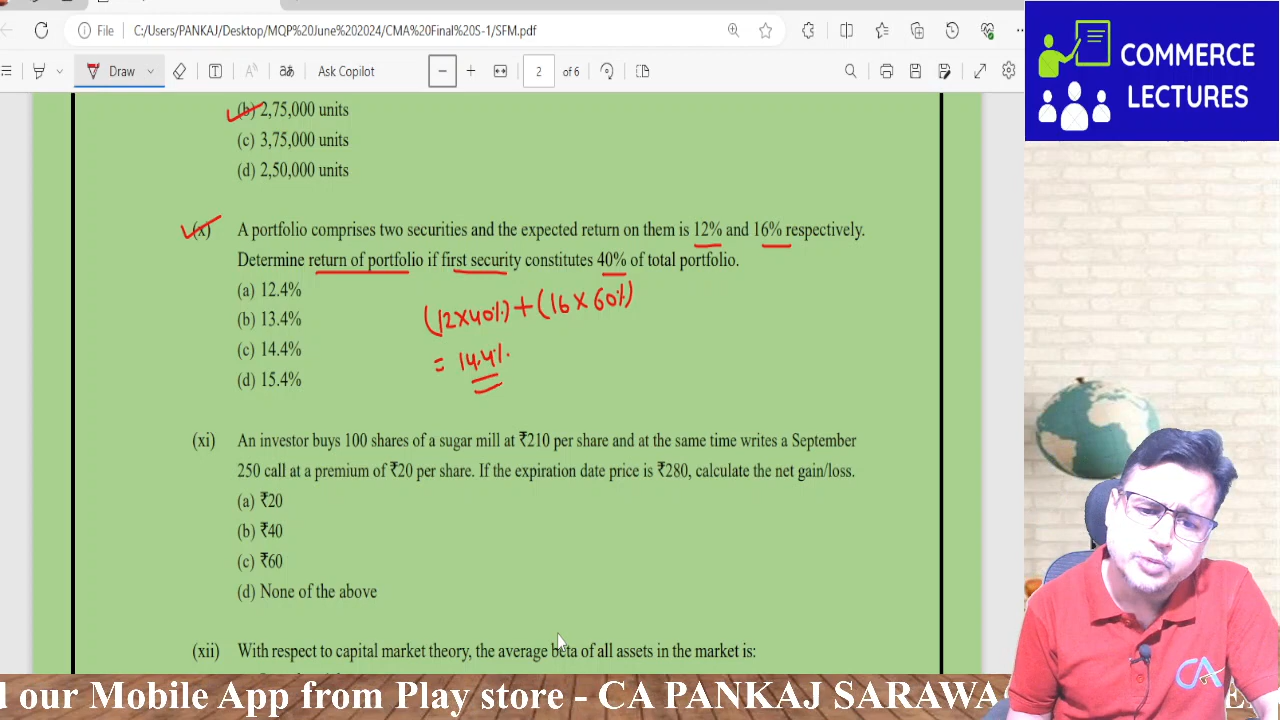 File
C:/Users/PANKAJ/Desktop/MQP%20June%202024/CMA%20Final%20S-1/SFM.pdf
Draw
Ask Copilot
2
of 6
COMMERCE
LECTURES
(b) 2,75,000 units
(c) 3,75,000 units
(d) 2,50,000 units
(x) A portfolio comprises two securities and the expected return on them is 12% and 16% respectively.
Determine return of portfolio if first security constitutes 40% of total portfolio.
(a) 12.4%
(b) 13.4%
(c) 14.4%
(d) 15.4%
(12×40%)+(16×60%)
= 14.4%
(xi) An investor buys 100 shares of a sugar mill at ₹210 per share and at the same time writes a September
250 call at a premium of ₹20 per share. If the expiration date price is ₹280, calculate the net gain/loss.
(a) ₹20
(b) ₹40
(c) ₹60
(d) None of the above
(xii) With respect to capital market theory, the average beta of all assets in the market is:
d our Mobile App from Play store - CA PANKAJ SARAWA
CA